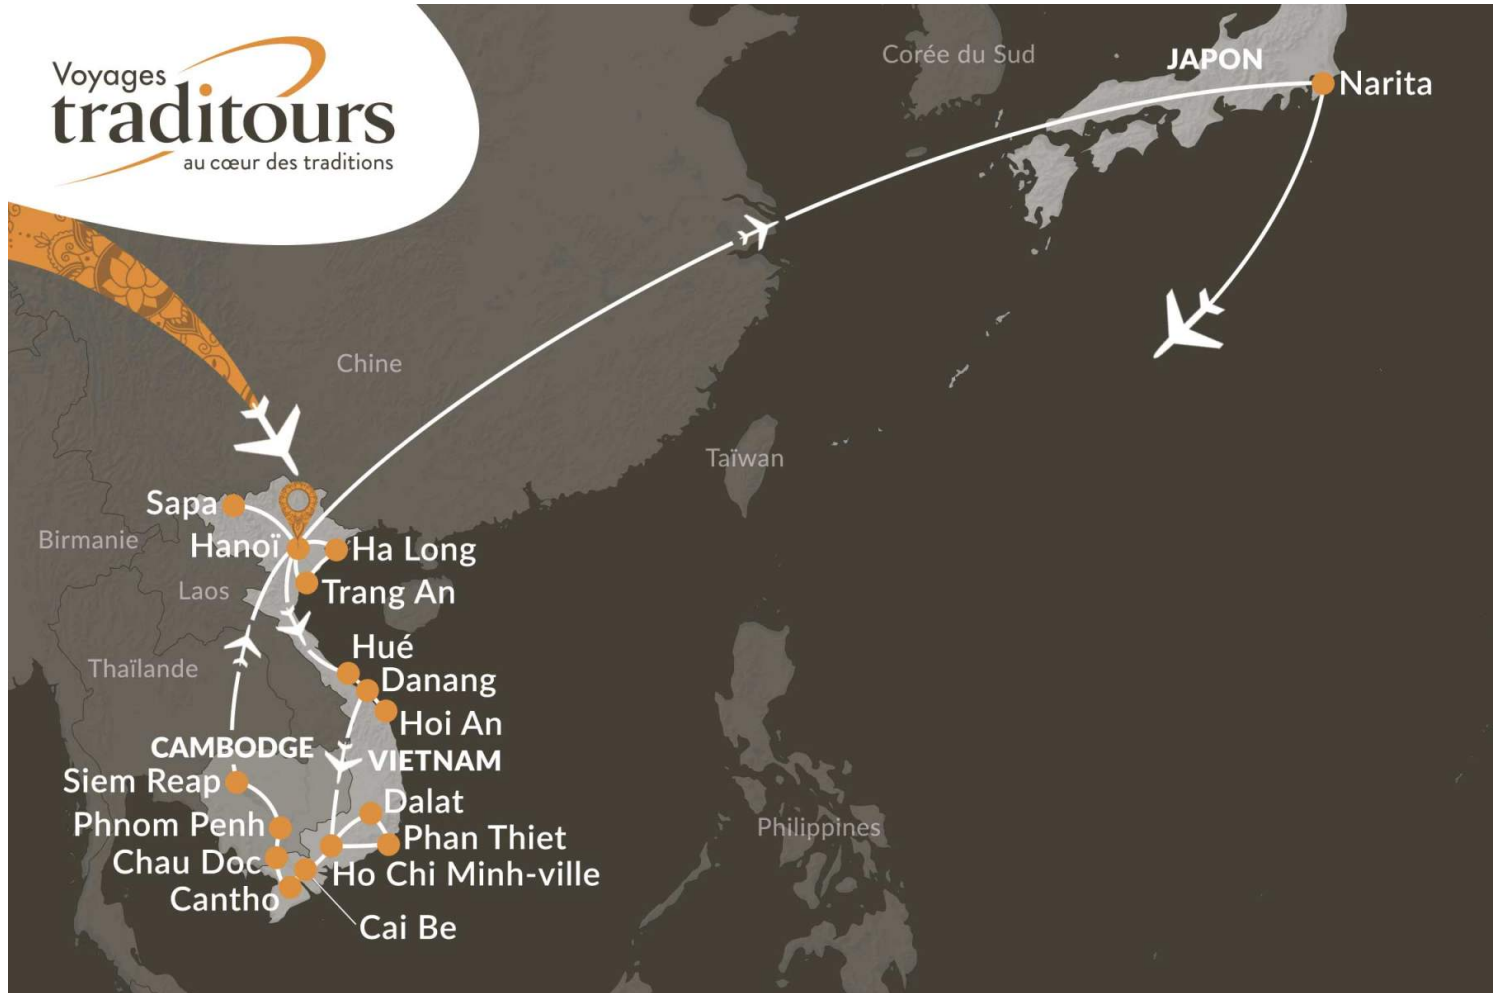 Voyages
traditours
au cœur des traditions
Corée du Sud
JAPON
Narita
Chine
Taïwan
Sapa
Birmanie
Hanoï
Ha Long
Laos
Trang An
Thaïlande
Hué
Danang
Hoi An
CAMBODGE
VIETNAM
Siem Reap
Dalat
Phnom Penh
Phan Thiet
Philippines
Chau Doc
Ho Chi Minh-ville
Cantho
Cai Be